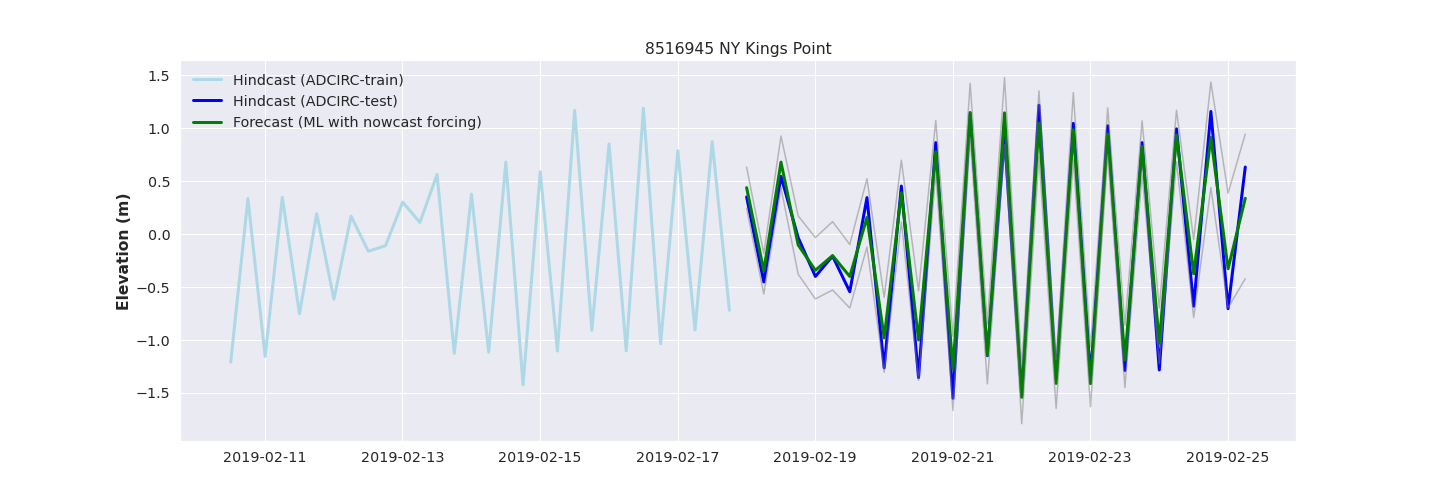 8516945 NY Kings Point
Hindcast (ADCIRC-train)
Hindcast (ADCIRC-test)
Forecast (ML with nowcast forcing)
Elevation (m)
1.5
1.0
0.5
0.0
−0.5
−1.0
−1.5
2019-02-11 2019-02-13 2019-02-15 2019-02-17 2019-02-19 2019-02-21 2019-02-23 2019-02-25